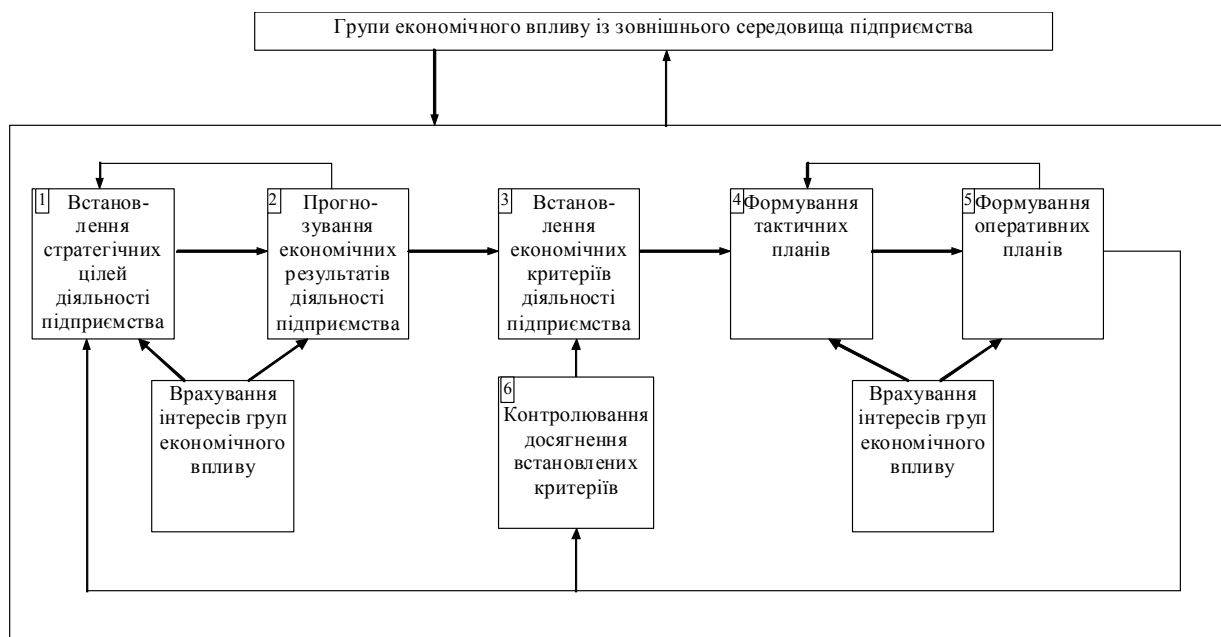 Групи економічного впливу із зовнішнього середовища підприємства
1
Встанов-
лення
стратегічних
цілей
діяльності
підприємства
2
Прогно-
зування
економічних
результатів
діяльності
підприємства
3
Встанов-
лення
економічних
критеріїв
діяльності
підприємства
4
Формування
тактичних
планів
5
Формування
оперативних
планів
Врахування
інтересів груп
економічного
впливу
6
Контролювання
досягнення
встановлених
критеріїв
Врахування
інтересів груп
економічного
впливу